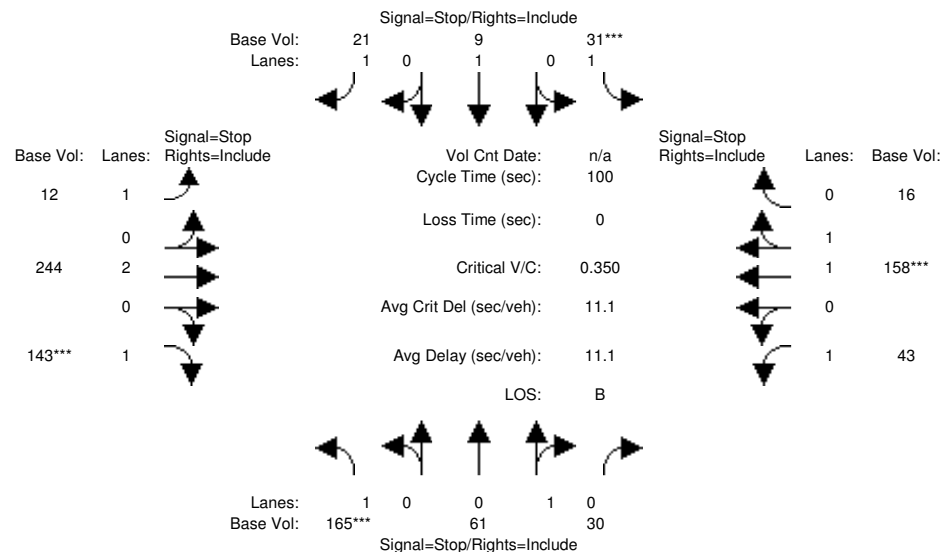 Signal=Stop/Rights=Include
Base Vol: 21 9 31***
Lanes: 1 0 1 0 1
Signal=Stop
Base Vol: Lanes: Rights=Include
Vol Cnt Date: n/a
Signal=Stop
Rights=Include Lanes: Base Vol:
Cycle Time (sec): 100
12 1
0 16
Loss Time (sec): 0
0
1
244 2
Critical V/C: 0.350
1 158***
0
Avg Crit Del (sec/veh): 11.1
0
143*** 1
Avg Delay (sec/veh): 11.1
1 43
LOS: B
Lanes: 1 0 0 1 0
Base Vol: 165*** 61 30
Signal=Stop/Rights=Include